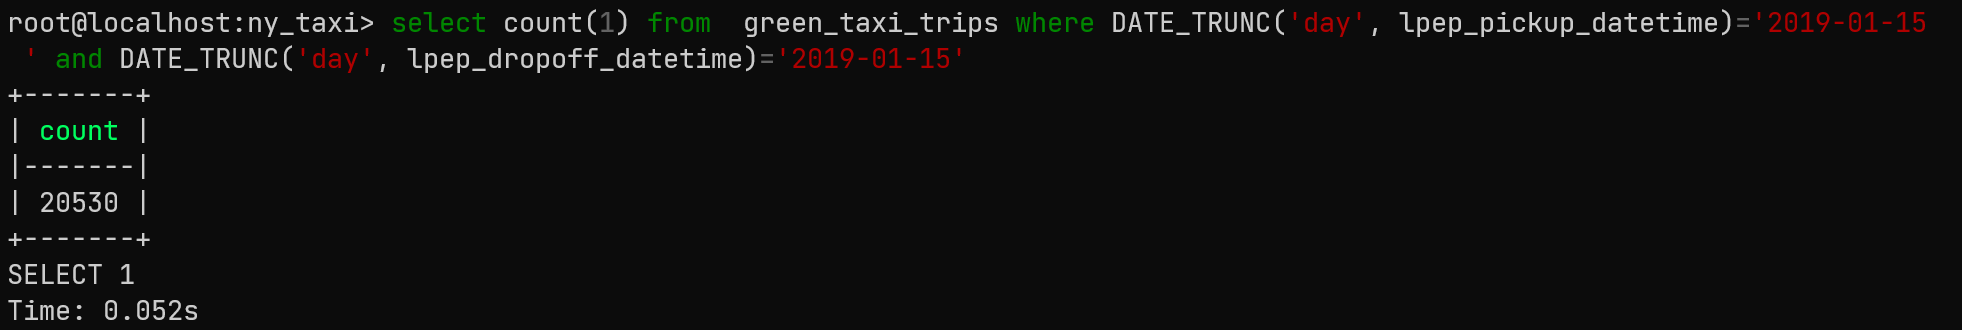 root@localhost:ny_taxi> select count(1) from  green_taxi_trips where DATE_TRUNC('day', lpep_pickup_datetime)='2019-01-15
 ' and DATE_TRUNC('day', lpep_dropoff_datetime)='2019-01-15'
+-------+
| count |
|-------|
| 20530 |
+-------+
SELECT 1
Time: 0.052s